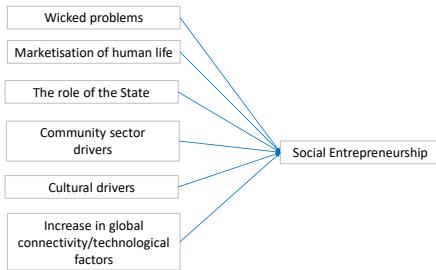 Wicked problems
Marketisation of human life
The role of the State
Community sector
drivers
Social Entrepreneurship
Cultural drivers
Increase in global
connectivity/technological
factors